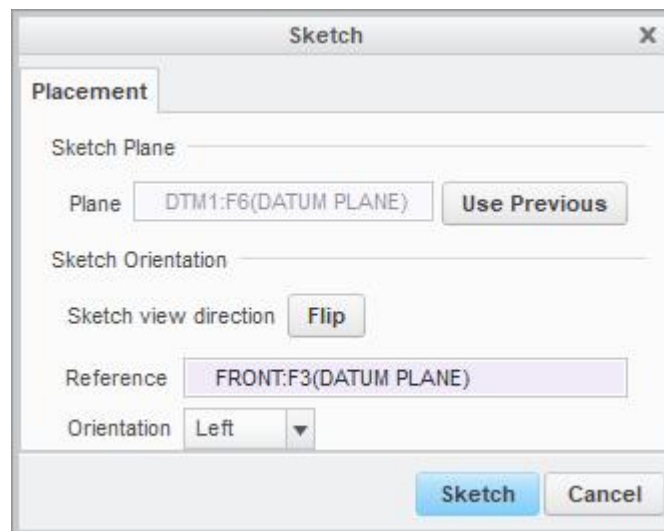 Sketch x
Placement
Sketch Plane
Plane DTM1:F6(DATUM PLANE) Use Previous
Sketch Orientation
Sketch view direction Flip
Reference FRONT:F3(DATUM PLANE)
Orientation Left
Sketch Cancel